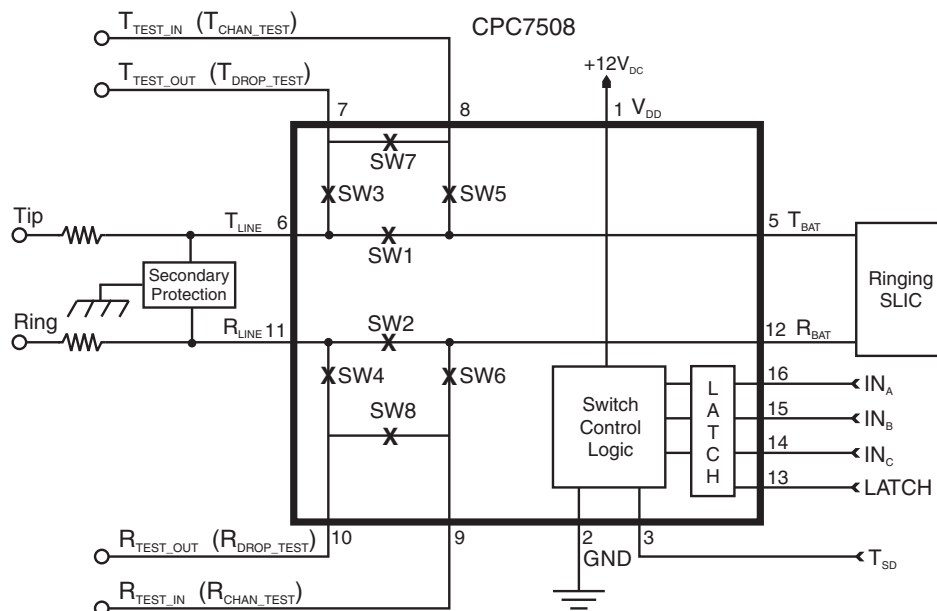 T_TEST_IN (T_CHAN_TEST)
CPC7508
T_TEST_OUT (T_DROP_TEST)
+12V_DC
7
8
1 V_DD
SW7
SW3
SW5
Tip
T_LINE 6
SW1
5 T_BAT
Secondary
Protection
Ringing
SLIC
Ring
R_LINE 11
SW2
12 R_BAT
SW4
SW6
SW8
Switch
Control
Logic
LATCH
16 IN_A
15 IN_B
14 IN_C
13 LATCH
10
9
2
GND
3
R_TEST_OUT (R_DROP_TEST)
T_SD
R_TEST_IN (R_CHAN_TEST)